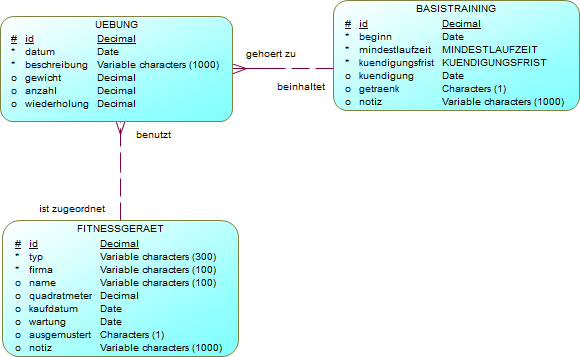 UEBUNG
# id Decimal
* datum Date
* beschreibung Variable characters (1000)
o gewicht Decimal
o anzahl Decimal
o wiederholung Decimal
gehoert zu
beinhaltet
BASISTRAINING
# id Decimal
* beginn Date
* mindestlaufzeit MINDESTLAUFZEIT
* kuendigungsfrist KUENDIGUNGSFRIST
o kuendigung Date
o getraenk Characters (1)
o notiz Variable characters (1000)
benutzt
ist zugeordnet
FITNESSGERAET
# id Decimal
* typ Variable characters (300)
* firma Variable characters (100)
o name Variable characters (100)
o quadratmeter Decimal
o kaufdatum Date
o wartung Date
o ausgemustert Characters (1)
o notiz Variable characters (1000)